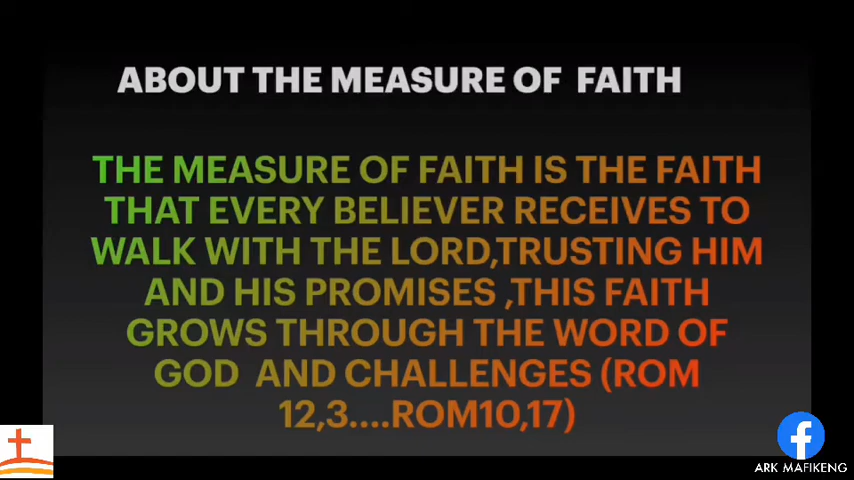 ABOUT THE MEASURE OF FAITH
THE MEASURE OF FAITH IS THE FAITH
THAT EVERY BELIEVER RECEIVES TO
WALK WITH THE LORD,TRUSTING HIM
AND HIS PROMISES ,THIS FAITH
GROWS THROUGH THE WORD OF
GOD AND CHALLENGES (ROM
12,3....ROM10,17)
ARK MAFIKENG